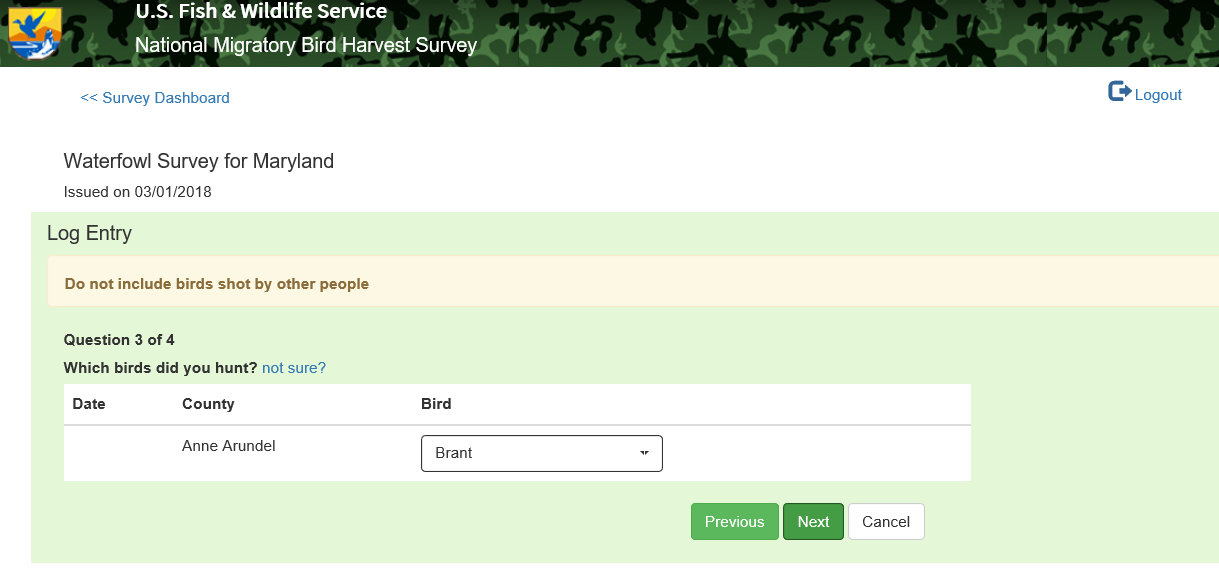 U.S. Fish & Wildlife Service
National Migratory Bird Harvest Survey
<< Survey Dashboard
Logout
Waterfowl Survey for Maryland
Issued on 03/01/2018
Log Entry
Do not include birds shot by other people
Question 3 of 4
Which birds did you hunt? not sure?
Date County Bird
Anne Arundel Brant
Previous Next Cancel